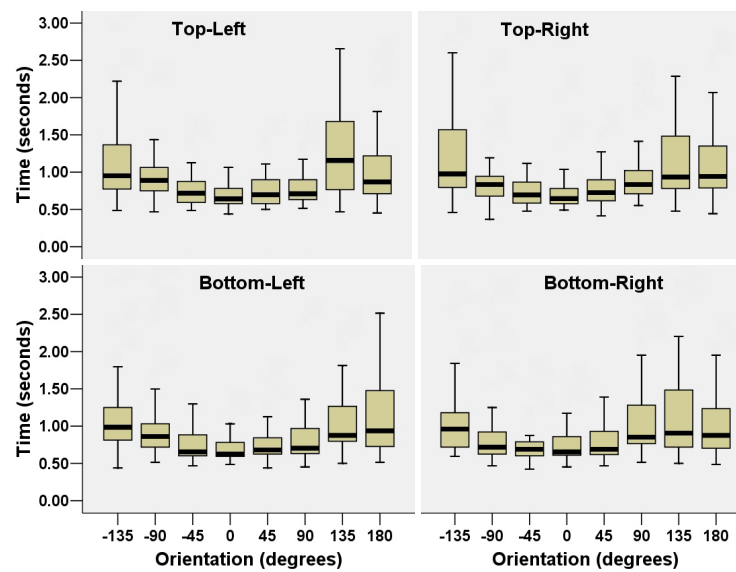 Top-Left
Top-Right
Time (seconds)
3.00
2.50
2.00
1.50
1.00
0.50
0.00
Bottom-Left
Bottom-Right
Time (seconds)
3.00
2.50
2.00
1.50
1.00
0.50
0.00
-135 -90 -45 0 45 90 135 180
-135 -90 -45 0 45 90 135 180
Orientation (degrees)
Orientation (degrees)